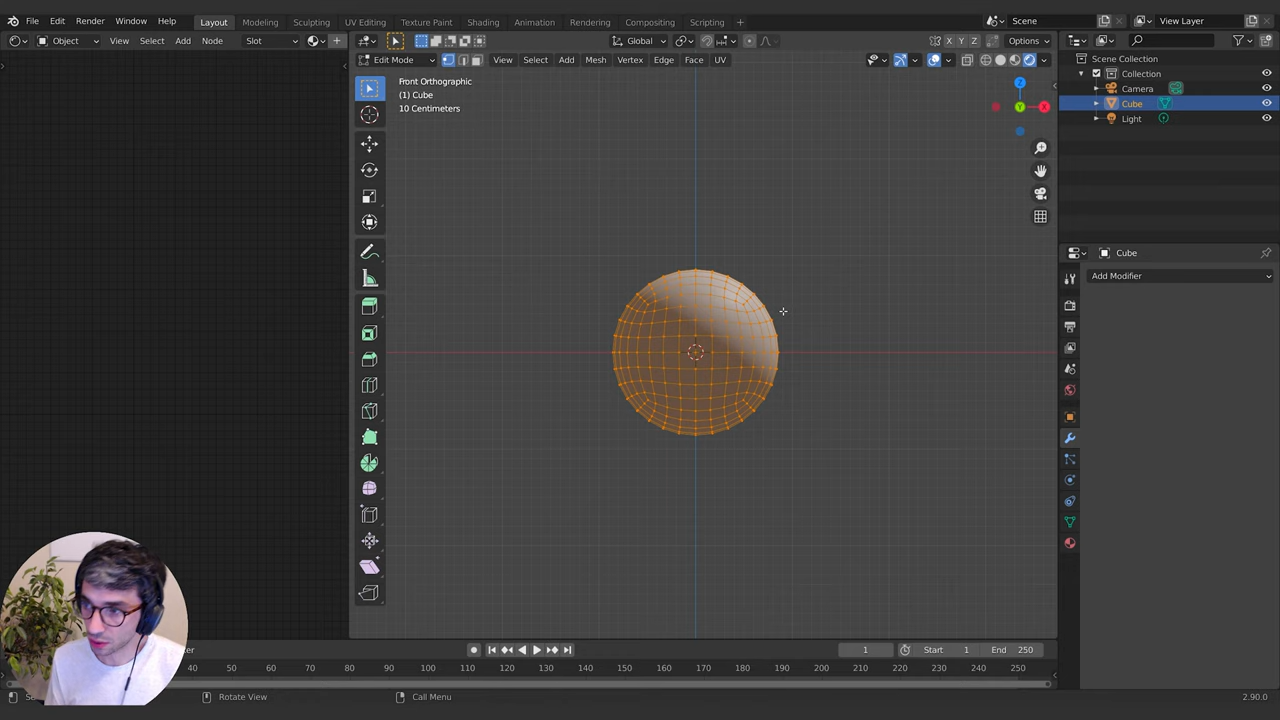 File Edit Render Window Help Layout Modeling Sculpting UV Editing Texture Paint Shading Animation Rendering Compositing Scripting + Scene View Layer
Object View Select Add Node Slot Global X Y Z Options
Edit Mode View Select Add Mesh Vertex Edge Face UV
Front Orthographic
(1) Cube
10 Centimeters
Z
Y
X
Scene Collection
Collection
Camera
Cube
Light
Cube
Add Modifier
1 Start 1 End 250
40 50 60 70 80 90 100 110 120 130 140 150 160 170 180 190 200 210 220 230 240 250
Rotate View Call Menu 2.90.0